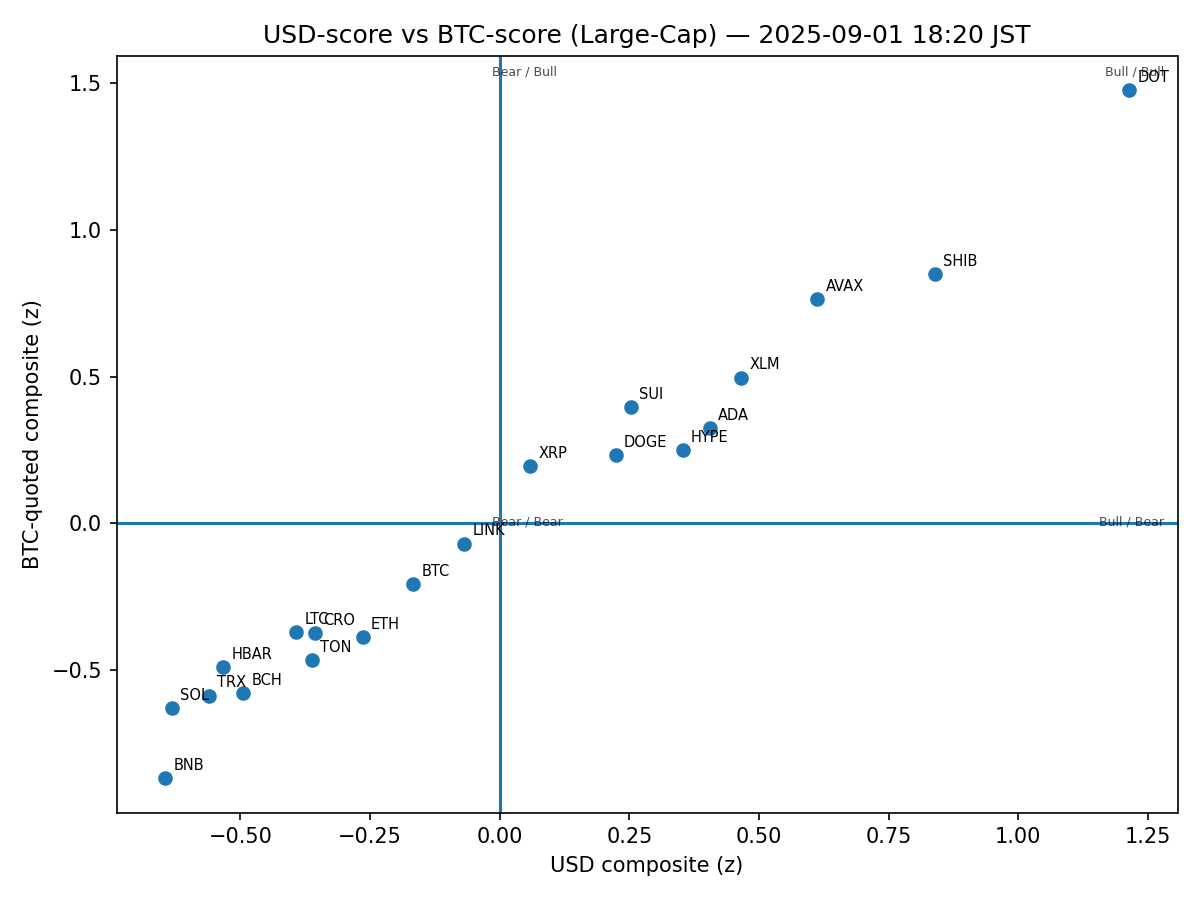 USD-score vs BTC-score (Large-Cap) — 2025-09-01 18:20 JST
Bear / Bull
Bull / Bull
DOT
SHIB
AVAX
XLM
SUI
ADA
HYPE
DOGE
XRP
Bear / Bear
Bull / Bear
LINK
BTC
LTC
CRO
ETH
TON
HBAR
BCH
TRX
SOL
BNB
1.5
1.0
0.5
0.0
−0.5
BTC-quoted composite (z)
−0.50
−0.25
0.00
0.25
0.50
0.75
1.00
1.25
USD composite (z)